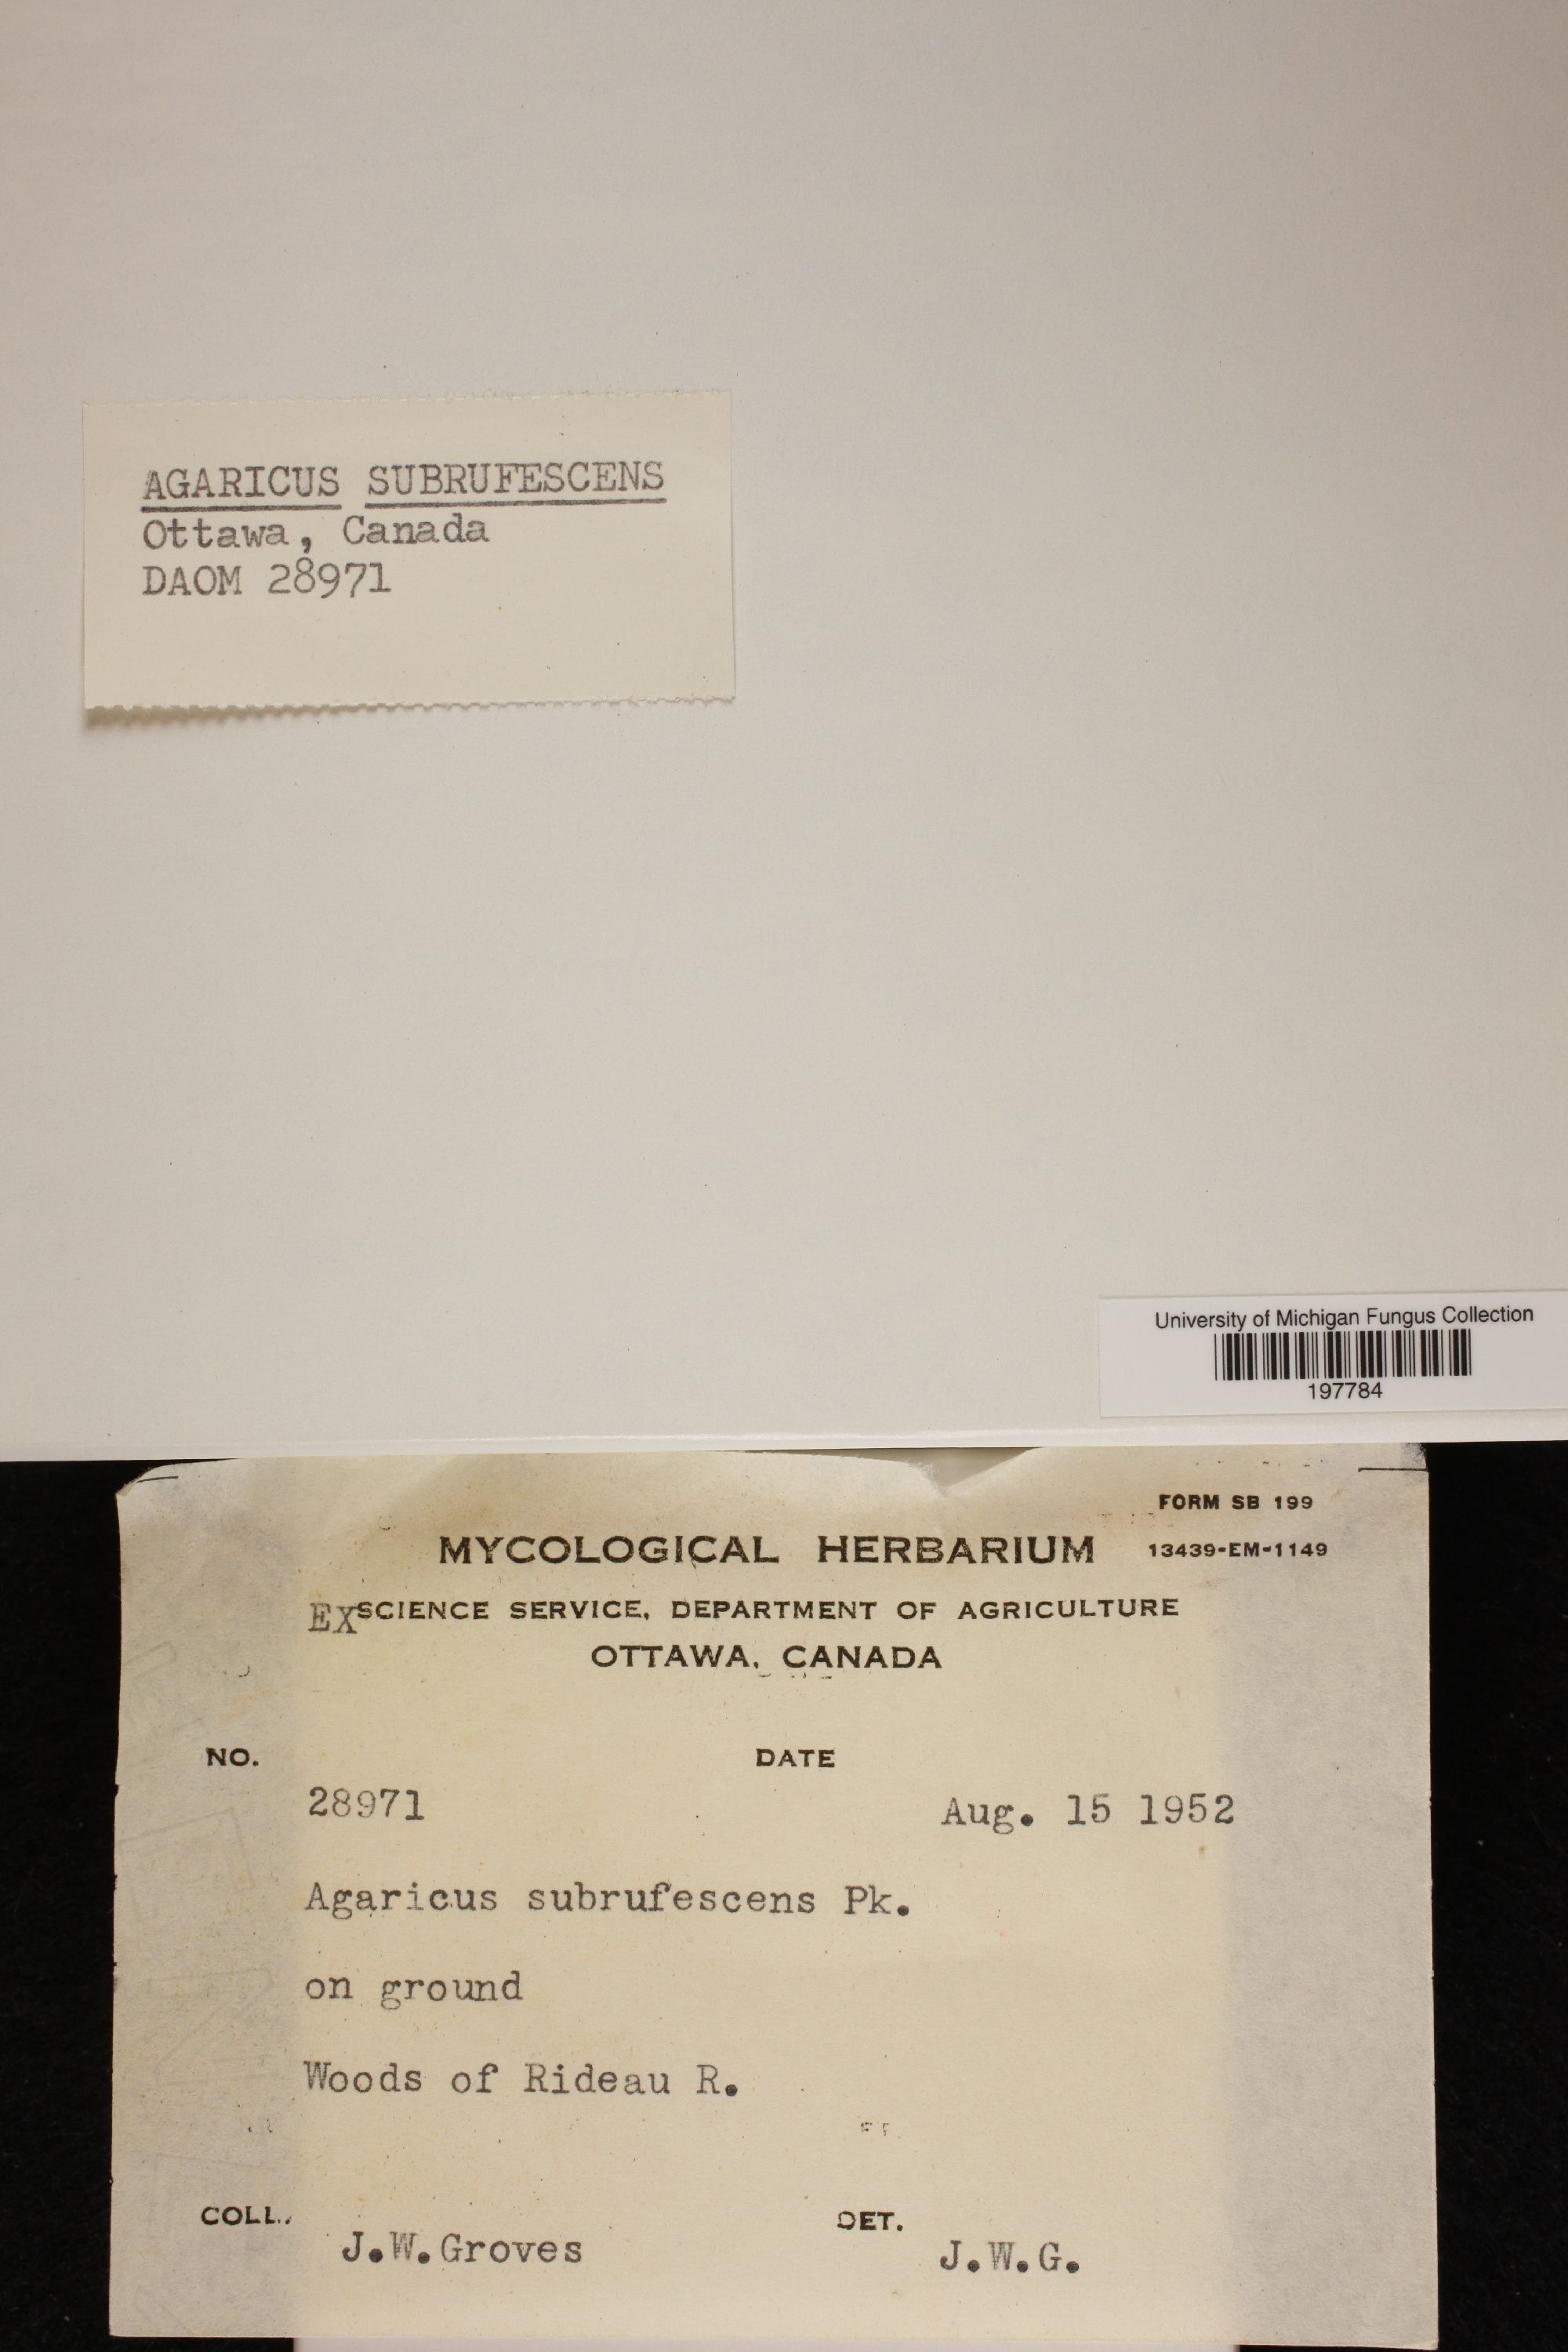 AGARICUS SUBRUFESCENS
Ottawa, Canada
DAOM 28971
University of Michigan Fungus Collection
197784
FORM SB 199
MYCOLOGICAL HERBARIUM 13439-EM-1149
EX SCIENCE SERVICE, DEPARTMENT OF AGRICULTURE
OTTAWA, CANADA
NO. DATE
28971 Aug. 15 1952
Agaricus subrufescens Pk.
on ground
Woods of Rideau R.
COLL. DET.
J.W.Groves J.W.G.